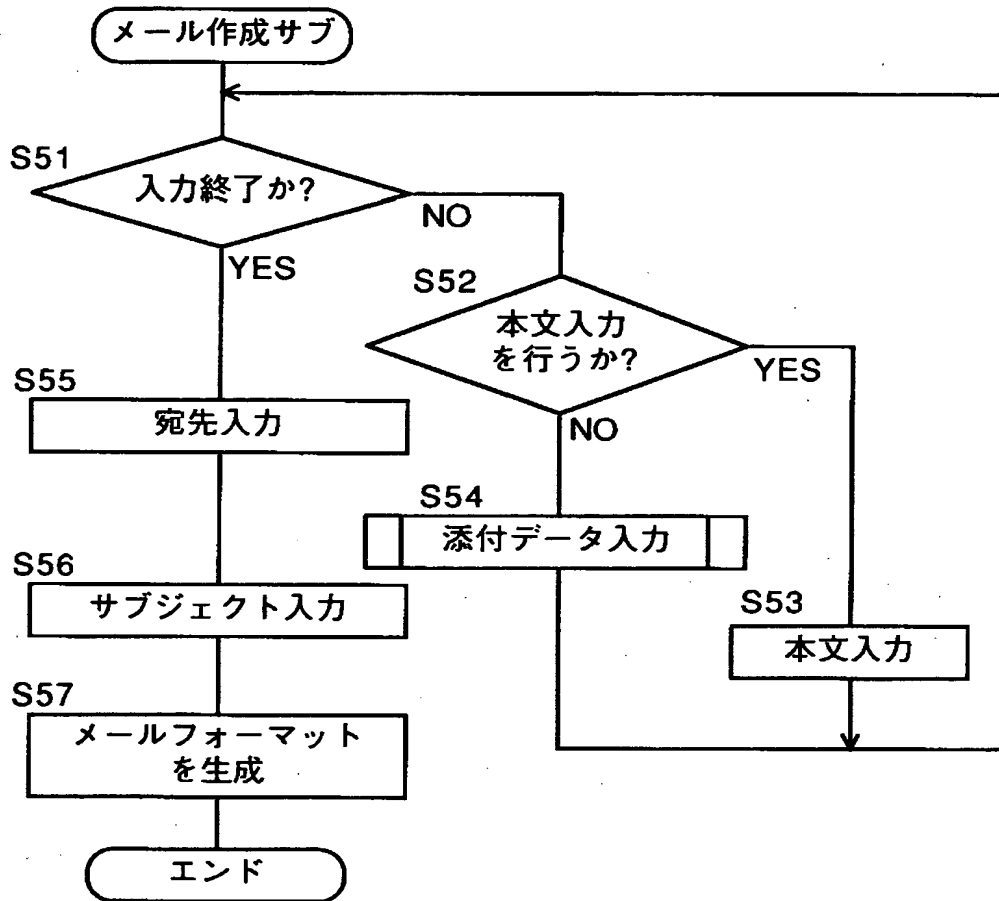 メール作成サブ
S51
入力終了か?
NO
YES
S52
本文入力
を行うか?
YES
NO
S55
宛先入力
S54
添付データ入力
S56
サブジェクト入力
S53
本文入力
S57
メールフォーマット
を生成
エンド